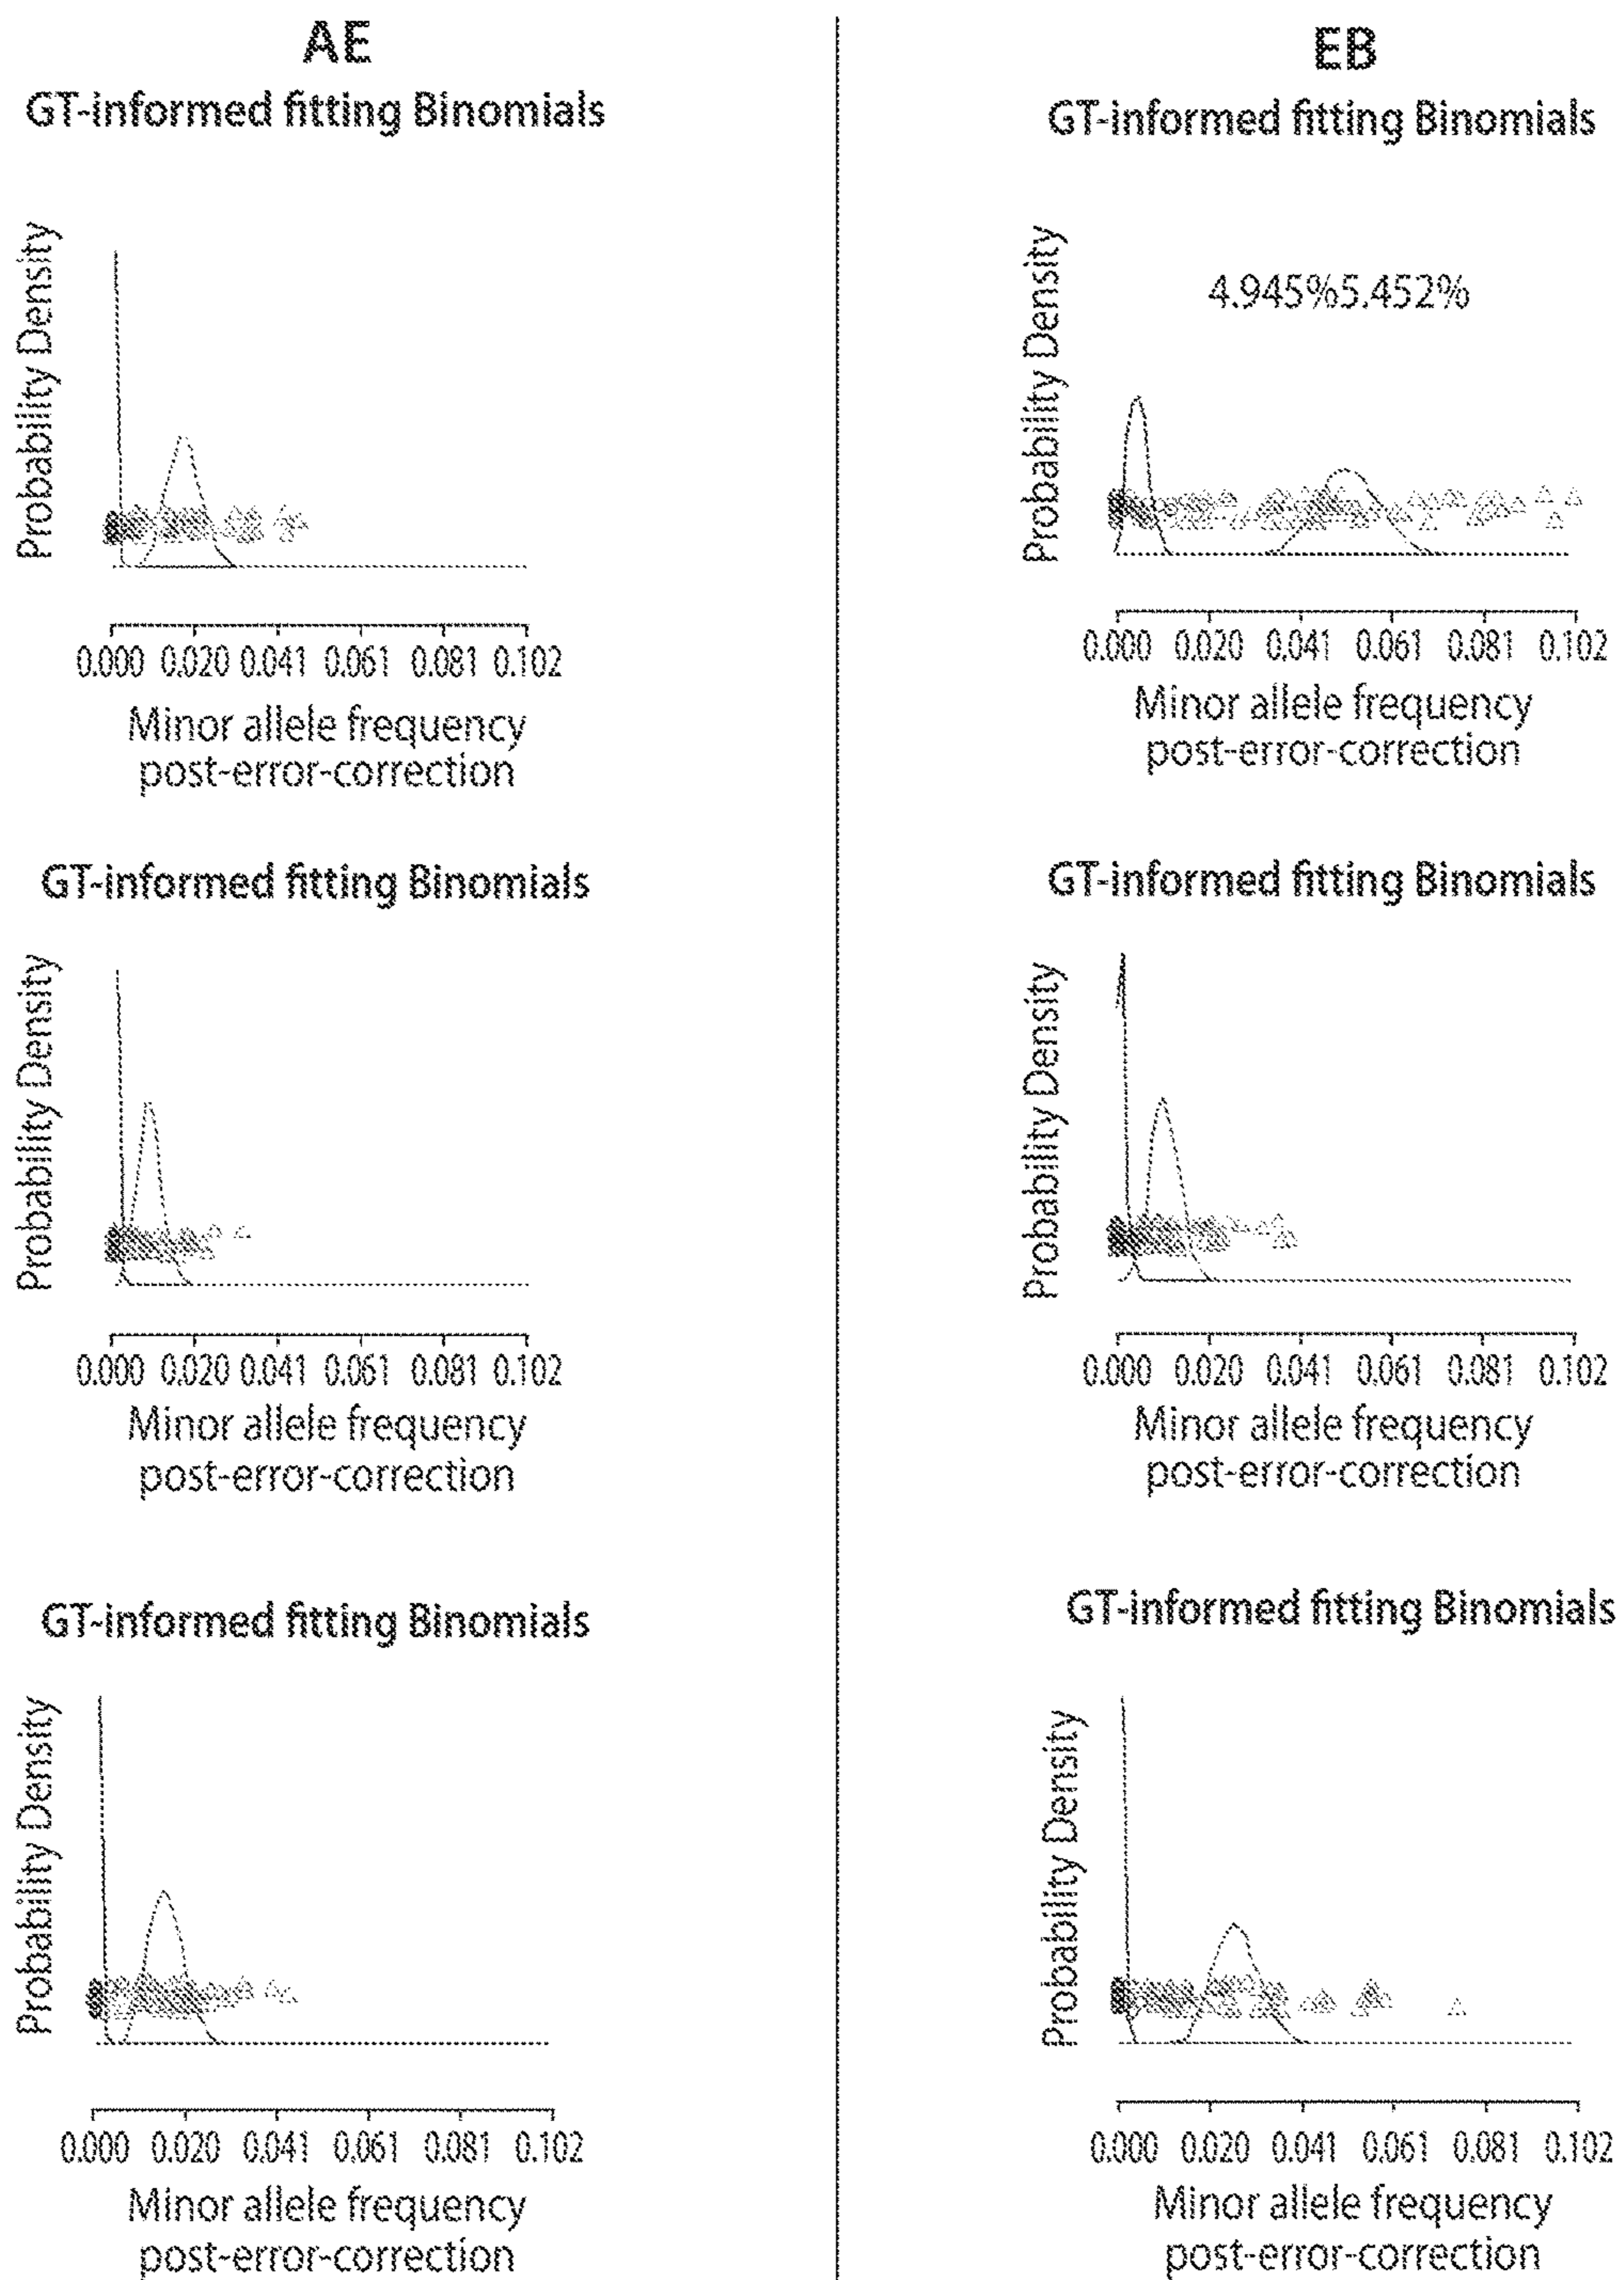 AE
GT-informed fitting Binomials
Probability Density
0.000 0.020 0.041 0.061 0.081 0.102
Minor allele frequency
post-error-correction
GT-informed fitting Binomials
Probability Density
0.000 0.020 0.041 0.061 0.081 0.102
Minor allele frequency
post-error-correction
GT-informed fitting Binomials
Probability Density
0.000 0.020 0.041 0.061 0.081 0.102
Minor allele frequency
post-error-correction
EB
GT-informed fitting Binomials
Probability Density
4.945%5.452%
0.000 0.020 0.041 0.061 0.081 0.102
Minor allele frequency
post-error-correction
GT-informed fitting Binomials
Probability Density
0.000 0.020 0.041 0.061 0.081 0.102
Minor allele frequency
post-error-correction
GT-informed fitting Binomials
Probability Density
0.000 0.020 0.041 0.061 0.081 0.102
Minor allele frequency
post-error-correction